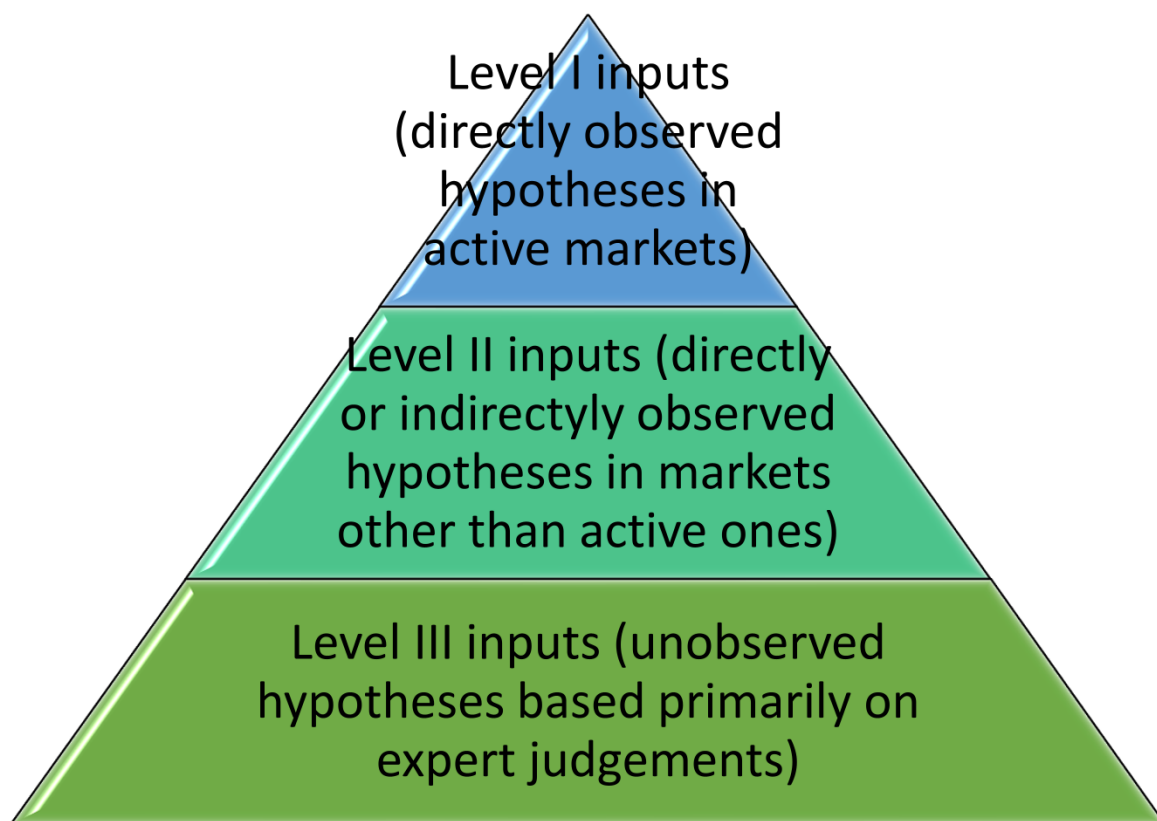 Level I inputs
(directly observed
hypotheses in
active markets)
Level II inputs (directly
or indirectyly observed
hypotheses in markets
other than active ones)
Level III inputs (unobserved
hypotheses based primarily on
expert judgements)